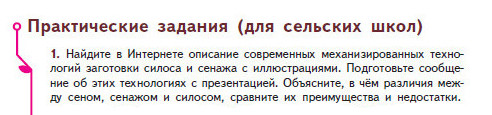 Практические задания (для сельских школ)
1. Найдите в Интернете описание современных механизированных техно-
логий заготовки силоса и сенажа с иллюстрациями. Подготовьте сообще-
ние об этих технологиях с презентацией. Объясните, в чём различия меж-
ду сеном, сенажом и силосом, сравните их преимущества и недостатки.